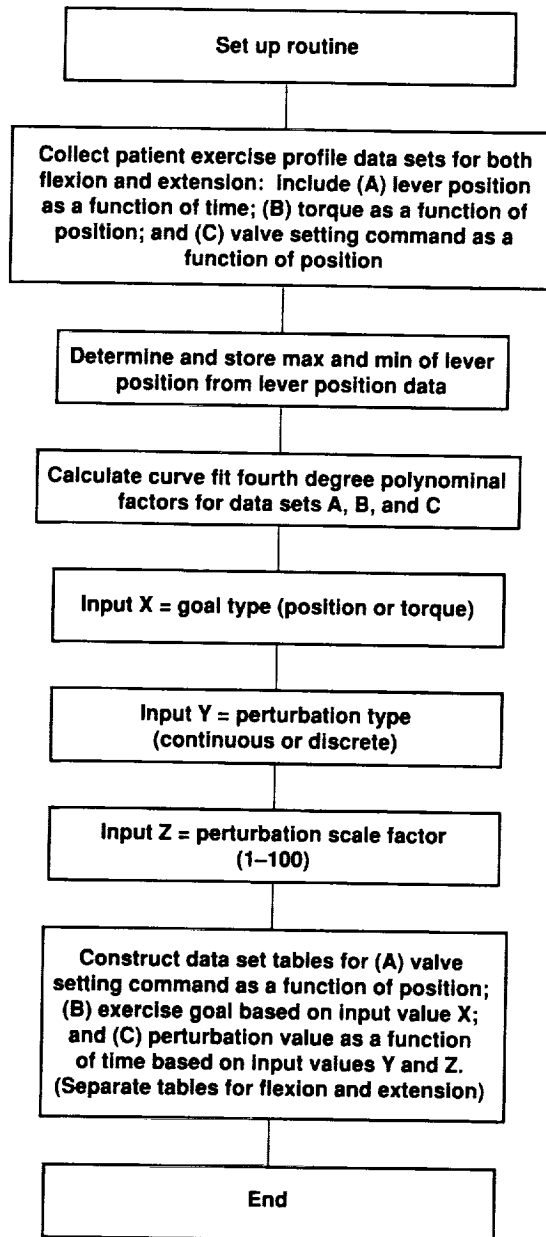 Set up routine
Collect patient exercise profile data sets for both
flexion and extension: include (A) lever position
as a function of time; (B) torque as a function of
position; and (C) valve setting command as a
function of position
Determine and store max and min of lever
position from lever position data
Calculate curve fit fourth degree polynominal
factors for data sets A, B, and C
Input X = goal type (position or torque)
Input Y = perturbation type
(continuous or discrete)
Input Z = perturbation scale factor
(1–100)
Construct data set tables for (A) valve
setting command as a function of position;
(B) exercise goal based on input value X;
and (C) perturbation value as a function
of time based on input values Y and Z.
(Separate tables for flexion and extension)
End